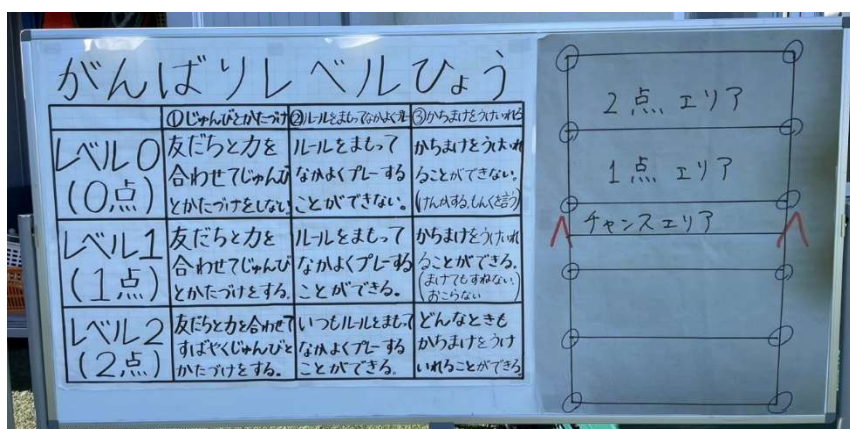 がんばりレベルひょう
①じゅんびとかたづけ
②ルールをまもってなかよくプレー
③かちまけをうけいれる
レベル0
(0点)
友だちと力を
合わせてじゅんび
とかたづけをしない
ルールをまもって
なかよくプレーする
ことができない。
かちまけをうけいれ
ることができない。
(けんかする、もんくを言う)
レベル1
(1点)
友だちと力を
合わせてじゅんび
とかたづけをする。
ルールをまもって
なかよくプレーする
ことができる。
かちまけをうけいれ
ることができる。
(まけてもすねない、
おこらない)
レベル2
(2点)
友だちと力を合わせて
すばやくじゅんびと
かたづけをする。
いつもルールをまもって
なかよくプレーする
ことができる。
どんなときも
かちまけをうけ
いれることができる。
2点エリア
1点エリア
チャンスエリア